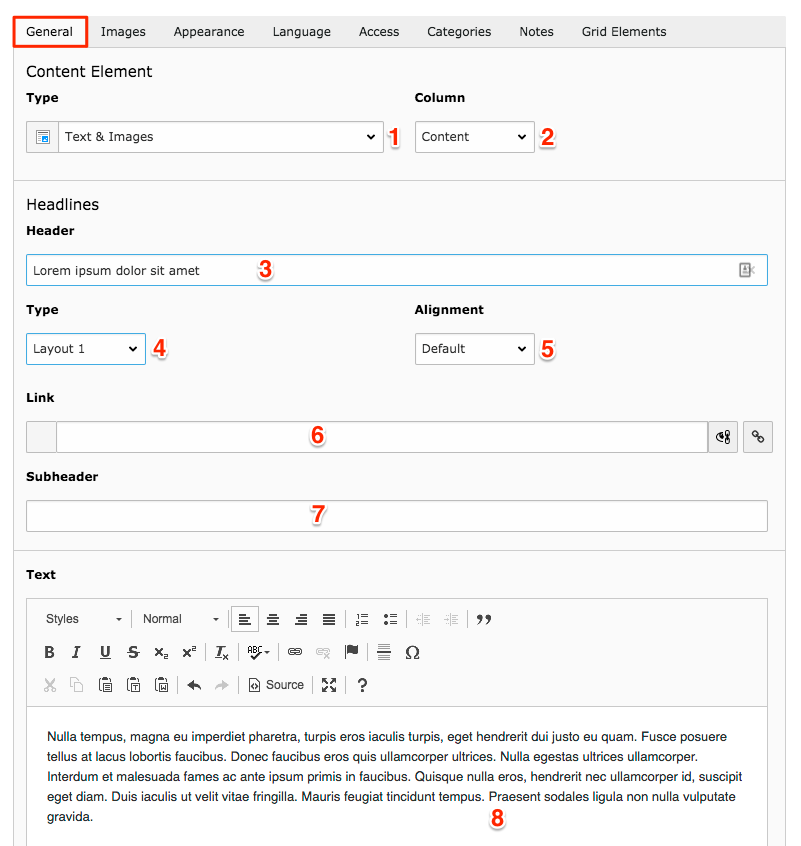 General Images Appearance Language Access Categories Notes Grid Elements
Content Element
Type Column
Text & Images 1 Content 2
Headlines
Header
Lorem ipsum dolor sit amet 3
Type Alignment
Layout 1 4 Default 5
Link
6
Subheader
7
Text
Styles Normal
B I U S x₂ x² Tx ABC Ω
Source ?
Nulla tempus, magna eu imperdiet pharetra, turpis eros iaculis turpis, eget hendrerit dui justo eu quam. Fusce posuere
tellus at lacus lobortis faucibus. Donec faucibus eros quis ullamcorper ultrices. Nulla egestas ultrices ullamcorper.
Interdum et malesuada fames ac ante ipsum primis in faucibus. Quisque nulla eros, hendrerit nec ullamcorper id, suscipit
eget diam. Duis iaculis ut velit vitae fringilla. Mauris feugiat tincidunt tempus. Praesent sodales ligula non nulla vulputate
gravida.
8